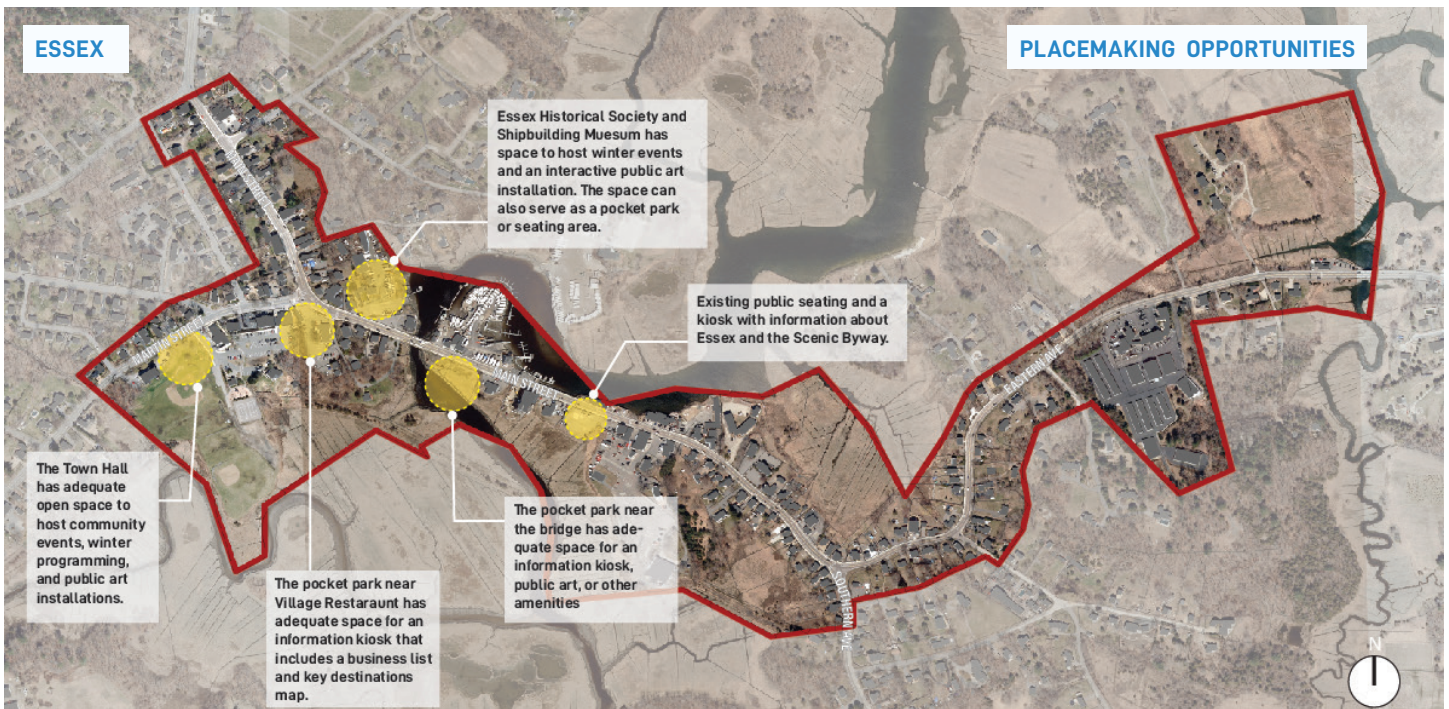 ESSEX
PLACEMAKING OPPORTUNITIES
Essex Historical Society and
Shipbuilding Muesum has
space to host winter events
and an interactive public art
installation. The space can
also serve as a pocket park
or seating area.
Existing public seating and a
kiosk with information about
Essex and the Scenic Byway.
MARTIN STREET
MAIN STREET
EASTERN AVE
SOUTHERN AVE
The Town Hall
has adequate
open space to
host community
events, winter
programming,
and public art
installations.
The pocket park near
Village Restaraunt has
adequate space for an
information kiosk that
includes a business list
and key destinations
map.
The pocket park near
the bridge has ade-
quate space for an
information kiosk,
public art, or other
amenities
N